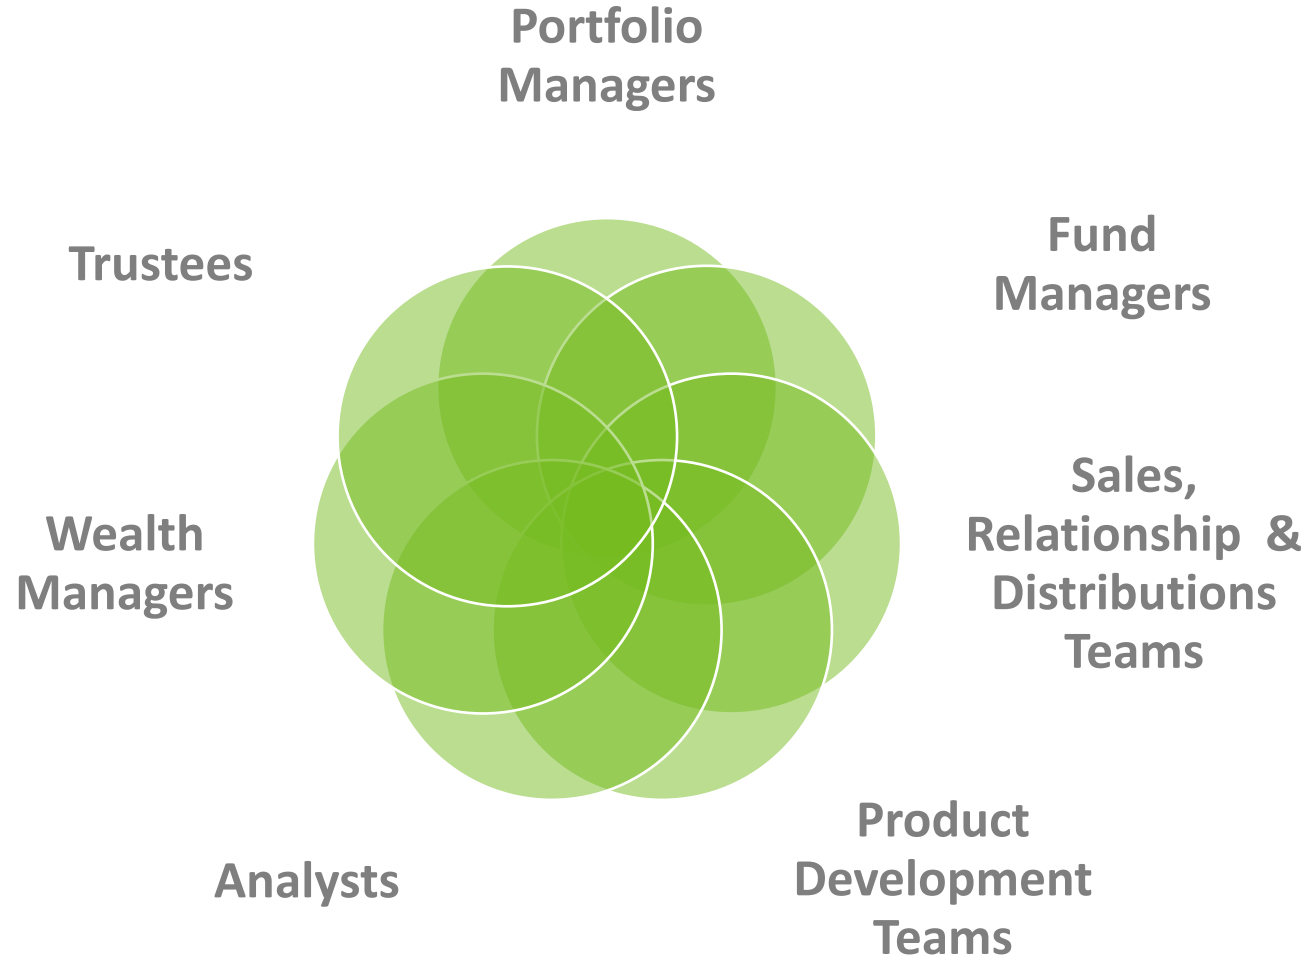 Portfolio
Managers
Fund
Managers
Sales,
Relationship & 
Distributions
Teams
Product
Development
Teams
Analysts
Wealth
Managers
Trustees